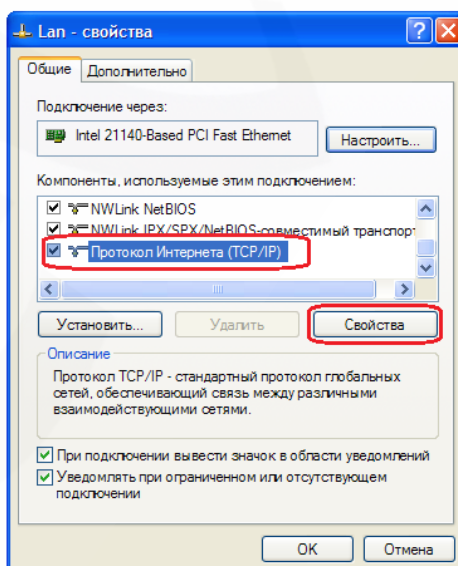 Lan - свойства
Общие
Дополнительно
Подключение через:
Intel 21140-Based PCI Fast Ethernet
Настроить...
Компоненты, используемые этим подключением:
NWLink NetBIOS
NWLink IPX/SPX/NetBIOS-совместимый транспорт
Протокол Интернета (TCP/IP)
Установить...
Удалить
Свойства
Описание
Протокол TCP/IP - стандартный протокол глобальных
сетей, обеспечивающий связь между различными
взаимодействующими сетями.
При подключении вывести значок в области уведомлений
Уведомлять при ограниченном или отсутствующем
подключении
OK
Отмена